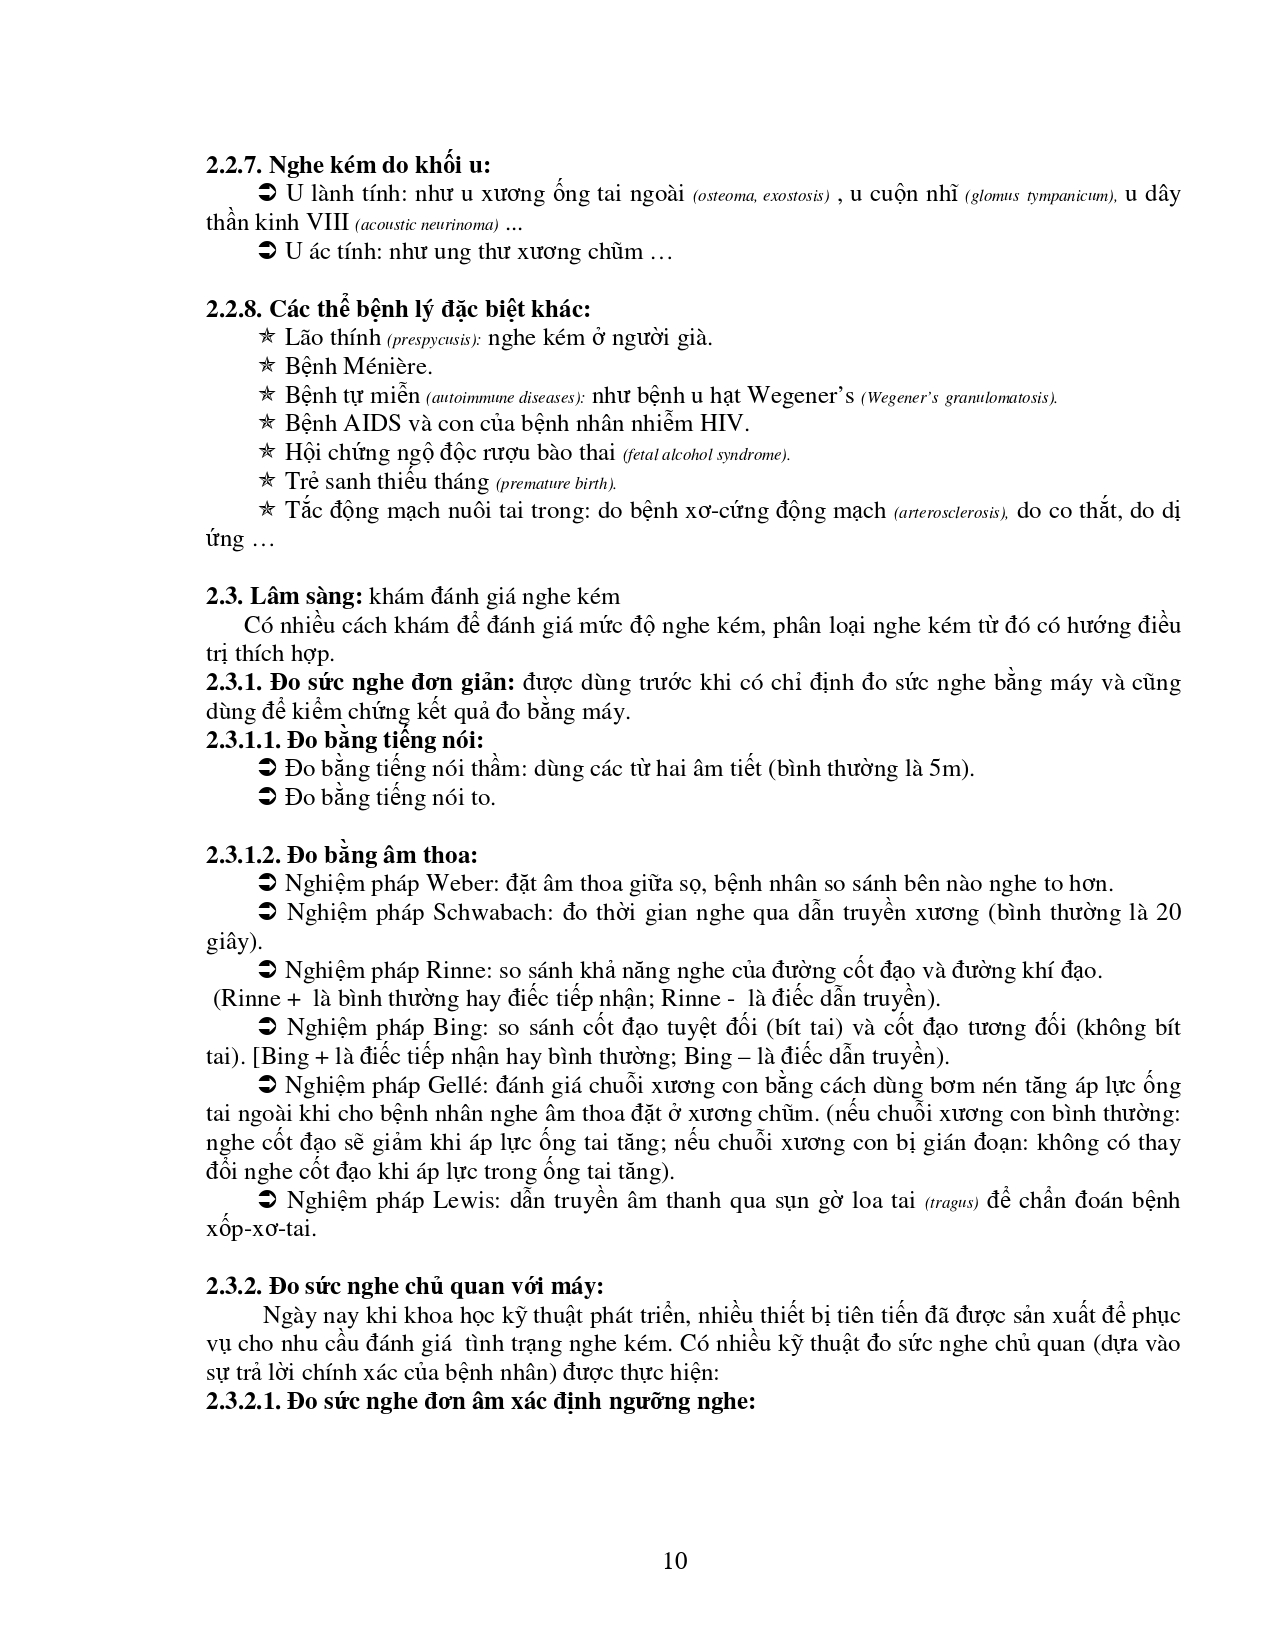 2.2.7. Nghe kém do khối u:
➲ U lành tính: như u xương ống tai ngoài (osteoma, exostosis) , u cuộn nhĩ (glomus tympanicum), u dây
thần kinh VIII (acoustic neurinoma) ...
➲ U ác tính: như ung thư xương chũm …
2.2.8. Các thể bệnh lý đặc biệt khác:
✯ Lão thính (prespycusis): nghe kém ở người già.
✯ Bệnh Ménière.
✯ Bệnh tự miễn (autoimmune diseases): như bệnh u hạt Wegener’s (Wegener’s granulomatosis).
✯ Bệnh AIDS và con của bệnh nhân nhiễm HIV.
✯ Hội chứng ngộ độc rượu bào thai (fetal alcohol syndrome).
✯ Trẻ sanh thiếu tháng (premature birth).
✯ Tắc động mạch nuôi tai trong: do bệnh xơ-cứng động mạch (arterosclerosis), do co thắt, do dị
ứng …
2.3. Lâm sàng: khám đánh giá nghe kém
Có nhiều cách khám để đánh giá mức độ nghe kém, phân loại nghe kém từ đó có hướng điều
trị thích hợp.
2.3.1. Đo sức nghe đơn giản: được dùng trước khi có chỉ định đo sức nghe bằng máy và cũng
dùng để kiểm chứng kết quả đo bằng máy.
2.3.1.1. Đo bằng tiếng nói:
➲ Đo bằng tiếng nói thầm: dùng các từ hai âm tiết (bình thường là 5m).
➲ Đo bằng tiếng nói to.
2.3.1.2. Đo bằng âm thoa:
➲ Nghiệm pháp Weber: đặt âm thoa giữa sọ, bệnh nhân so sánh bên nào nghe to hơn.
➲ Nghiệm pháp Schwabach: đo thời gian nghe qua dẫn truyền xương (bình thường là 20
giây).
➲ Nghiệm pháp Rinne: so sánh khả năng nghe của đường cốt đạo và đường khí đạo.
(Rinne + là bình thường hay điếc tiếp nhận; Rinne - là điếc dẫn truyền).
➲ Nghiệm pháp Bing: so sánh cốt đạo tuyệt đối (bít tai) và cốt đạo tương đối (không bít
tai). [Bing + là điếc tiếp nhận hay bình thường; Bing – là điếc dẫn truyền).
➲ Nghiệm pháp Gellé: đánh giá chuỗi xương con bằng cách dùng bơm nén tăng áp lực ống
tai ngoài khi cho bệnh nhân nghe âm thoa đặt ở xương chũm. (nếu chuỗi xương con bình thường:
nghe cốt đạo sẽ giảm khi áp lực ống tai tăng; nếu chuỗi xương con bị gián đoạn: không có thay
đổi nghe cốt đạo khi áp lực trong ống tai tăng).
➲ Nghiệm pháp Lewis: dẫn truyền âm thanh qua sụn gờ loa tai (tragus) để chẩn đoán bệnh
xốp-xơ-tai.
2.3.2. Đo sức nghe chủ quan với máy:
Ngày nay khi khoa học kỹ thuật phát triển, nhiều thiết bị tiên tiến đã được sản xuất để phục
vụ cho nhu cầu đánh giá tình trạng nghe kém. Có nhiều kỹ thuật đo sức nghe chủ quan (dựa vào
sự trả lời chính xác của bệnh nhân) được thực hiện:
2.3.2.1. Đo sức nghe đơn âm xác định ngưỡng nghe:
10